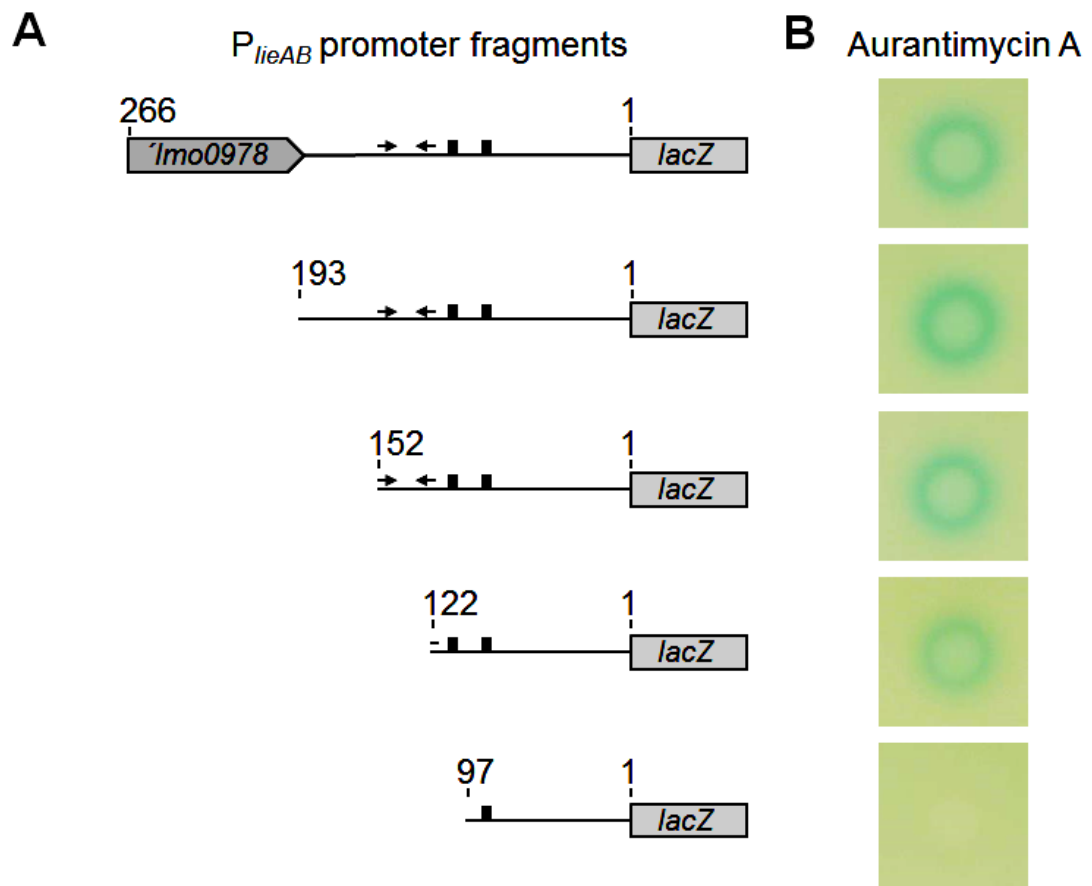 A
P lieAB promoter fragments
B
Aurantimycin A
266
1
´lmo0978
lacZ
193
1
lacZ
152
1
lacZ
122
1
lacZ
97
1
lacZ